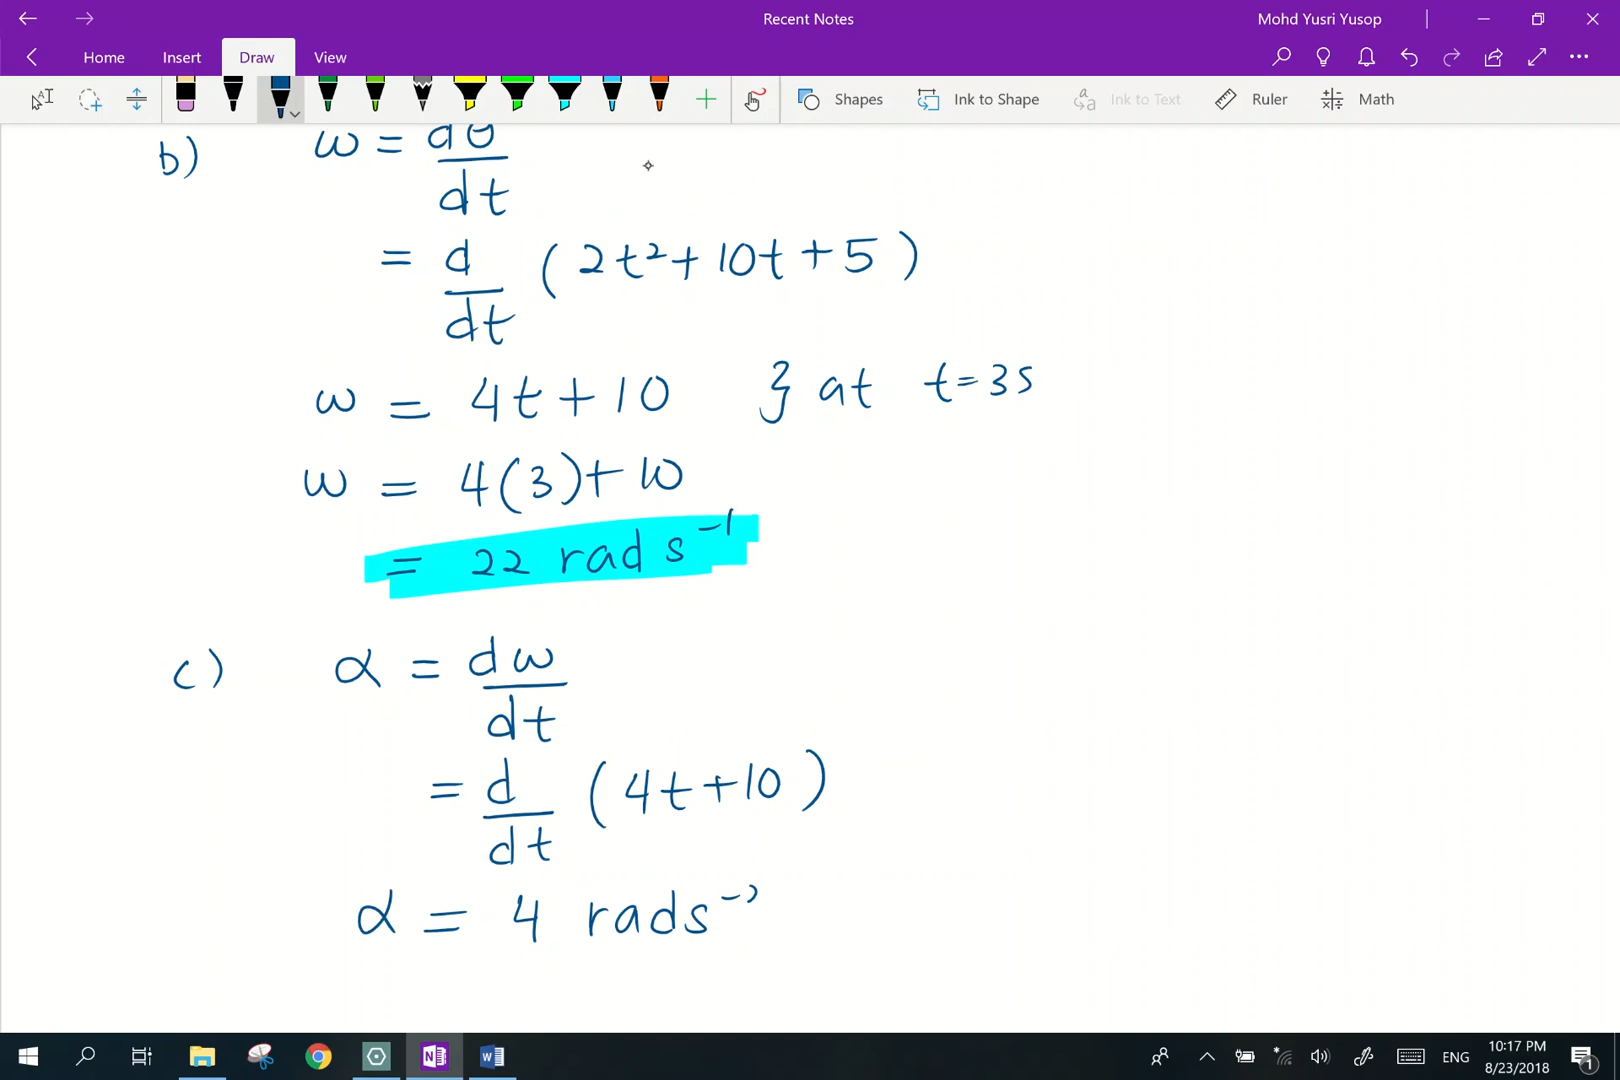 Recent Notes
Mohd Yusri Yusop
Home Insert Draw View
Shapes Ink to Shape Ink to Text Ruler Math
b) ω = dθ
dt
= d ( 2t²+10t+5 )
dt
ω = 4t+10 } at t=3s
ω = 4(3)+10
= 22 rad s⁻¹
c) α = dω
dt
= d ( 4t+10 )
dt
α = 4 rads⁻
ENG
10:17 PM
8/23/2018
1